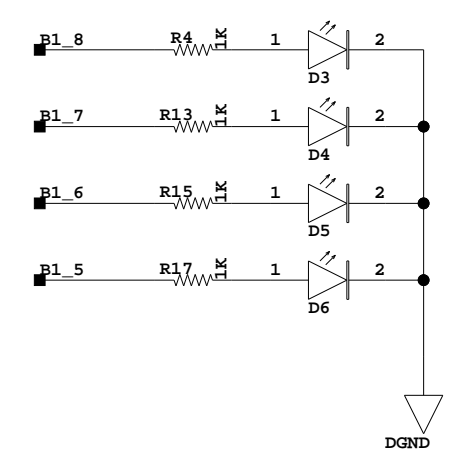 B1_8 R4 1K 1 2
D3
B1_7 R13 1K 1 2
D4
B1_6 R15 1K 1 2
D5
B1_5 R17 1K 1 2
D6
DGND